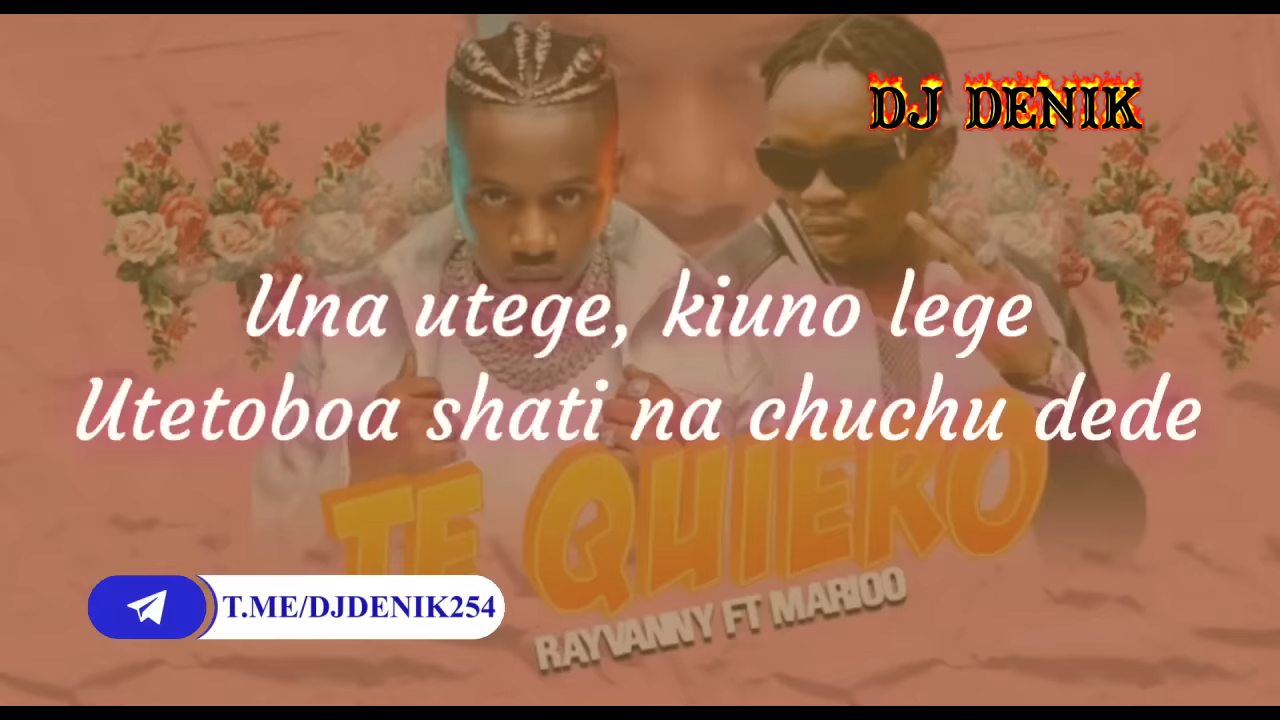 DJ DENIK
Una utege, kiuno lege
Utetoboa shati na chuchu dede
TE QUIERO
RAYVANNY FT MARIOO
T.ME/DJDENIK254